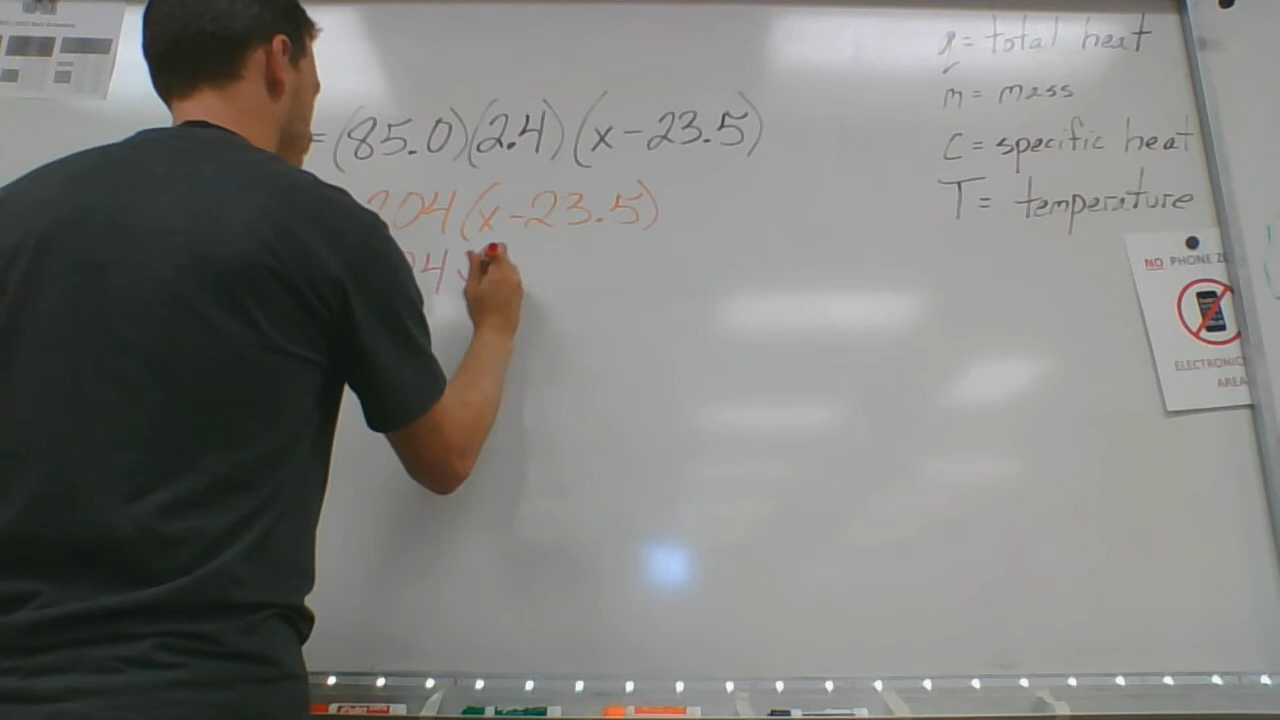 = (85.0)(2.4)(x-23.5)
204(x-23.5)
04
q = total heat
m = mass
C = specific heat
T = temperature
NO PHONE Z
ELECTRONIC
AREA